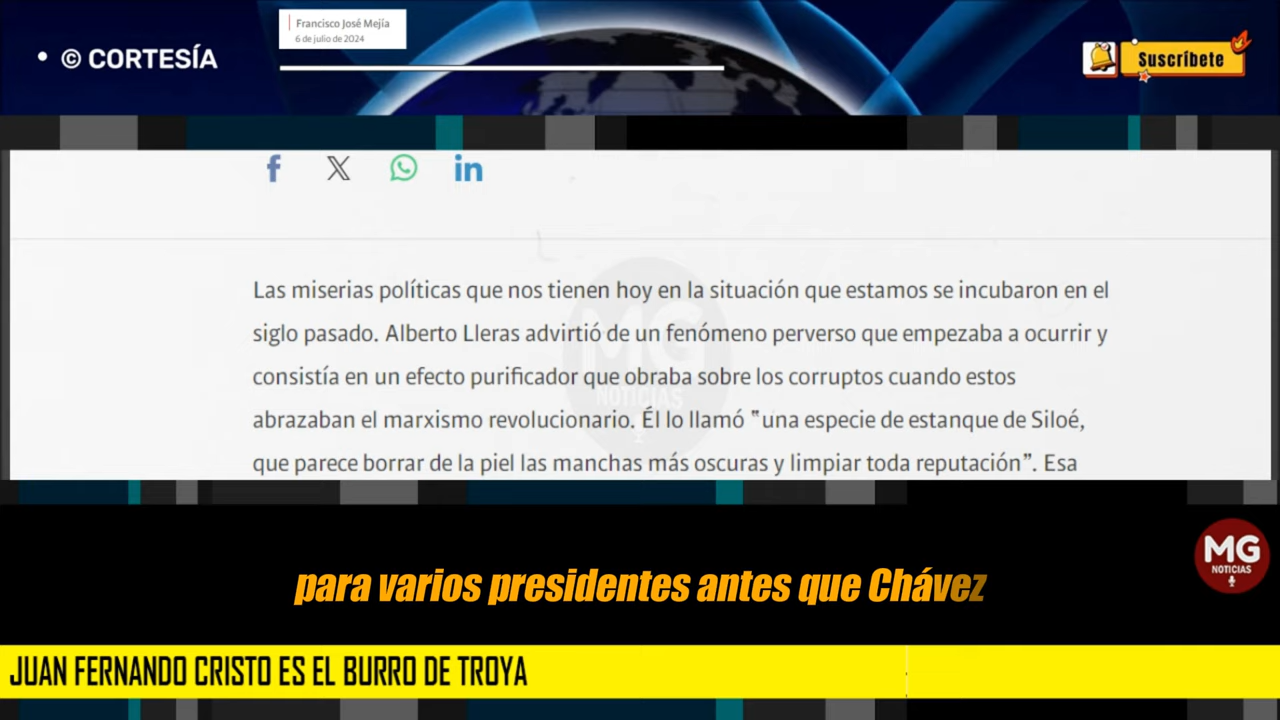 Francisco José Mejía
6 de julio de 2024
• © CORTESÍA
Suscríbete
Las miserias políticas que nos tienen hoy en la situación que estamos se incubaron en el
siglo pasado. Alberto Lleras advirtió de un fenómeno perverso que empezaba a ocurrir y
consistía en un efecto purificador que obraba sobre los corruptos cuando estos
abrazaban el marxismo revolucionario. Él lo llamó “una especie de estanque de Siloé,
que parece borrar de la piel las manchas más oscuras y limpiar toda reputación”. Esa
MG
NOTICIAS
para varios presidentes antes que Chávez
MG
NOTICIAS
JUAN FERNANDO CRISTO ES EL BURRO DE TROYA